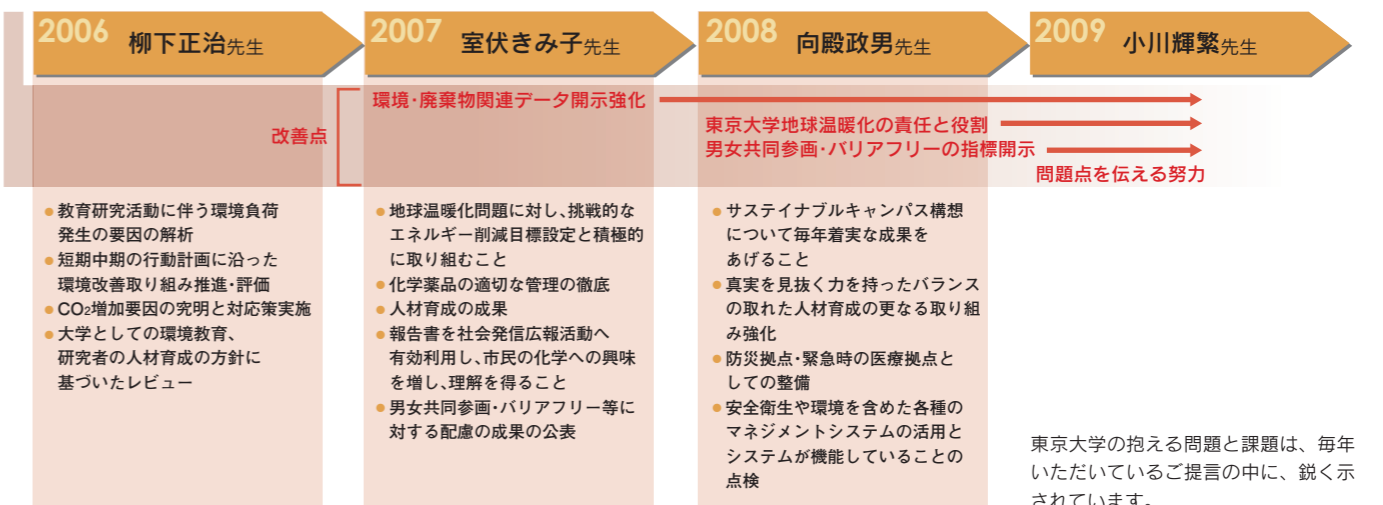 2006 柳下正治先生
2007 室伏きみ子先生
2008 向殿政男先生
2009 小川輝繁先生
改善点
環境・廃棄物関連データ開示強化
東京大学地球温暖化の責任と役割
男女共同参画・バリアフリーの指標開示
問題点を伝える努力
●教育研究活動に伴う環境負荷
発生の要因の解析
●短期中期の行動計画に沿った
環境改善取り組み推進・評価
●CO₂増加要因の究明と対応策実施
●大学としての環境教育、
研究者の人材育成の方針に
基づいたレビュー
●地球温暖化問題に対し、挑戦的な
エネルギー削減目標設定と積極的
に取り組むこと
●化学薬品の適切な管理の徹底
●人材育成の成果
●報告書を社会発信広報活動へ
有効利用し、市民の化学への興味
を増し、理解を得ること
●男女共同参画・バリアフリー等に
対する配慮の成果の公表
●サステイナブルキャンパス構想
について毎年着実な成果を
あげること
●真実を見抜く力を持ったバランス
の取れた人材育成の更なる取り組
み強化
●防災拠点・緊急時の医療拠点と
しての整備
●安全衛生や環境を含めた各種の
マネジメントシステムの活用と
システムが機能していることの
点検
東京大学の抱える問題と課題は、毎年
いただいているご提言の中に、鋭く示
されています。